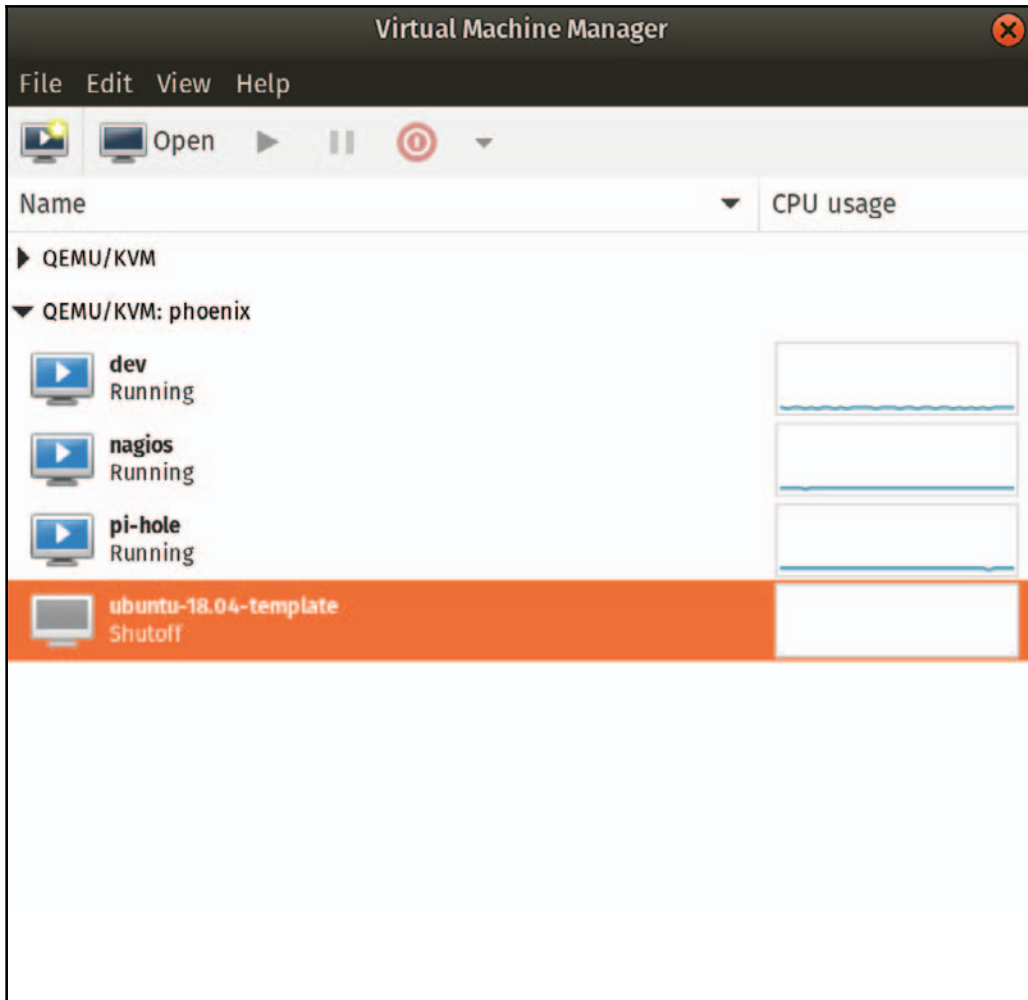 Virtual Machine Manager
File Edit View Help
Open
Name CPU usage
QEMU/KVM
QEMU/KVM: phoenix
dev
Running
nagios
Running
pi-hole
Running
ubuntu-18.04-template
Shutoff